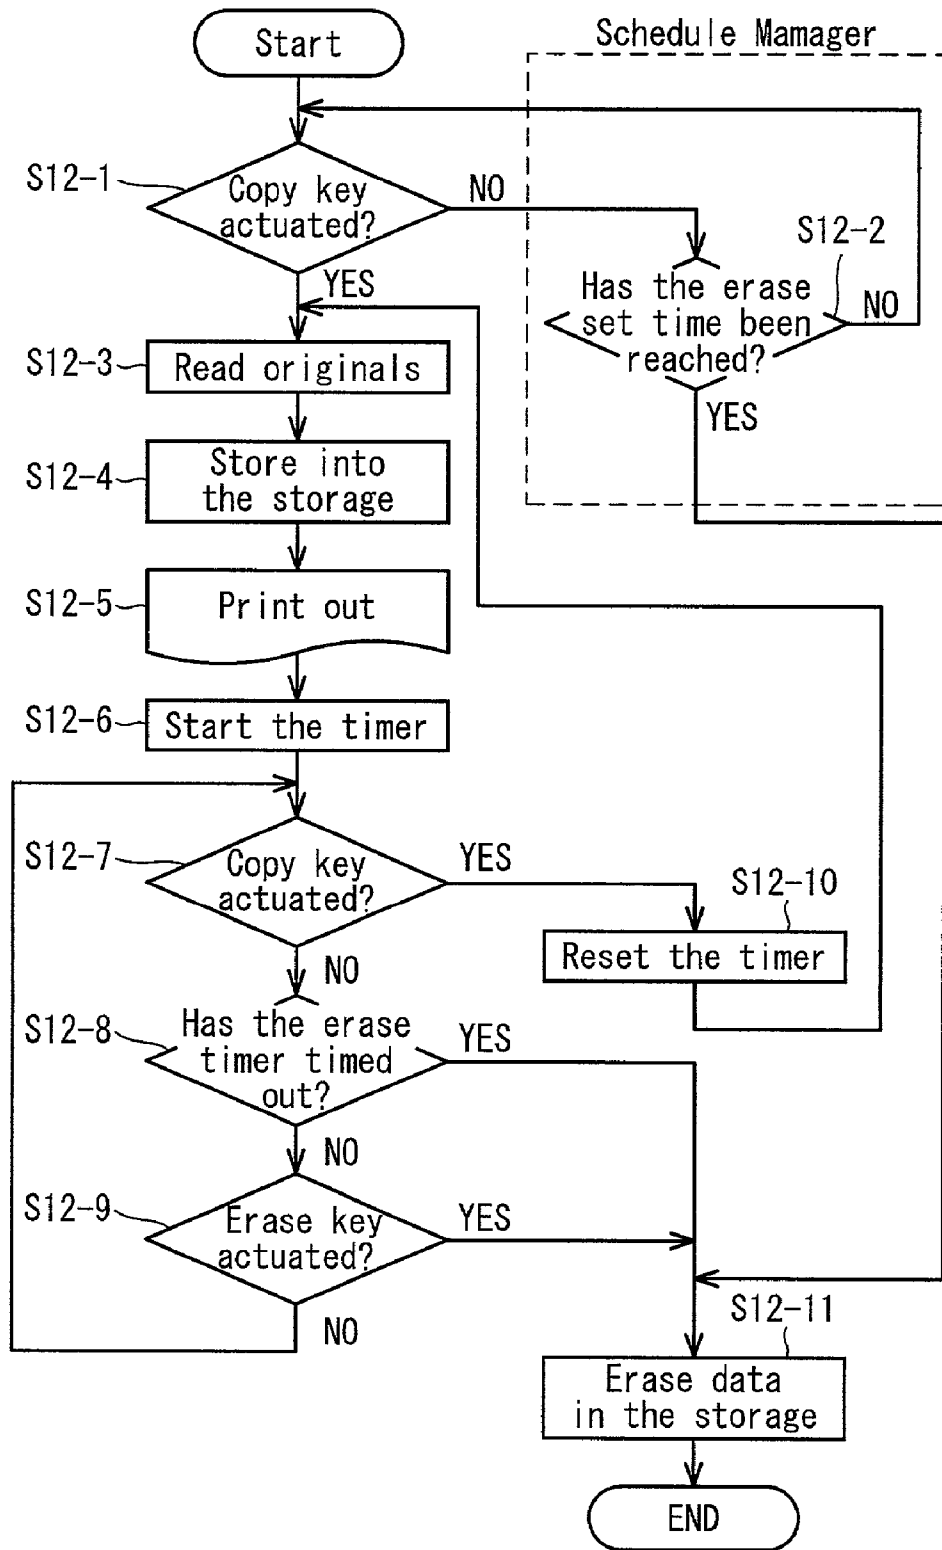 Start
Schedule Mamager
S12-1
Copy key
actuated?
NO
S12-2
Has the erase
set time been
reached?
NO
YES
YES
S12-3
Read originals
S12-4
Store into
the storage
S12-5
Print out
S12-6
Start the timer
S12-7
Copy key
actuated?
YES
S12-10
Reset the timer
NO
S12-8
Has the erase
timer timed
out?
YES
NO
S12-9
Erase key
actuated?
YES
NO
S12-11
Erase data
in the storage
END